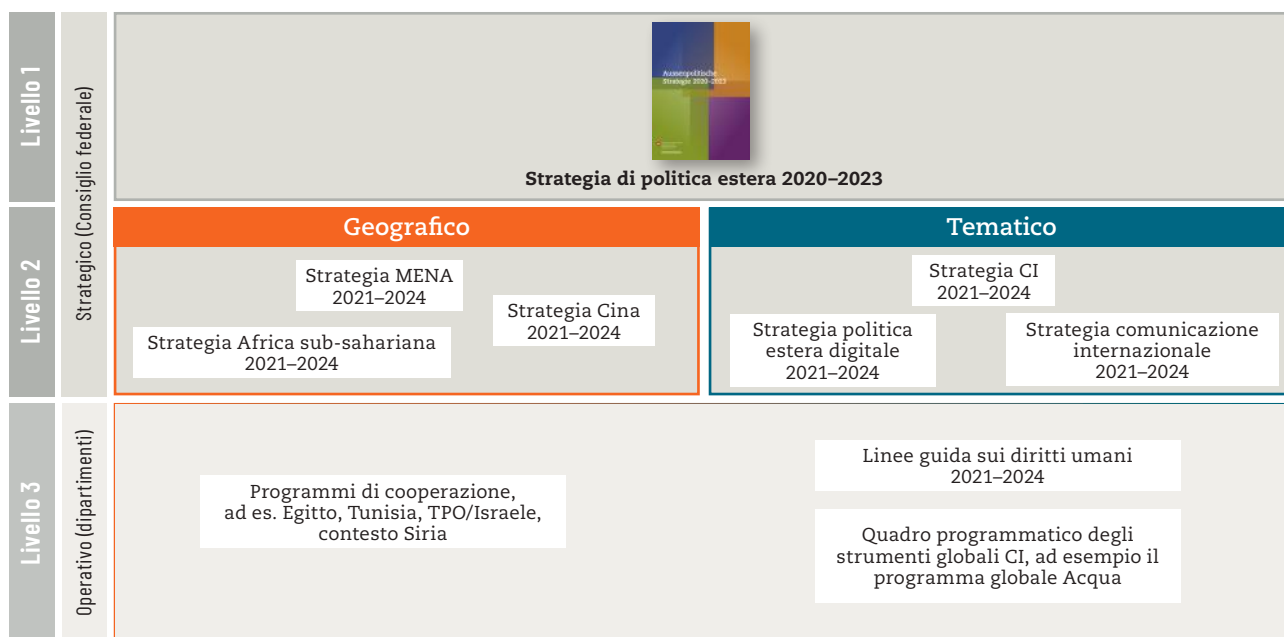 Livello 1
Strategico (Consiglio federale)
Aussenpolitische
Strategie 2020–2023
Strategia di politica estera 2020–2023
Livello 2
Geografico
Strategia MENA
2021–2024
Strategia Cina
2021–2024
Strategia Africa sub-sahariana
2021–2024
Tematico
Strategia CI
2021–2024
Strategia politica
estera digitale
2021–2024
Strategia comunicazione
internazionale
2021–2024
Livello 3
Operativo (dipartimenti)
Programmi di cooperazione,
ad es. Egitto, Tunisia, TPO/Israele,
contesto Siria
Linee guida sui diritti umani
2021–2024
Quadro programmatico degli
strumenti globali CI, ad esempio il
programma globale Acqua